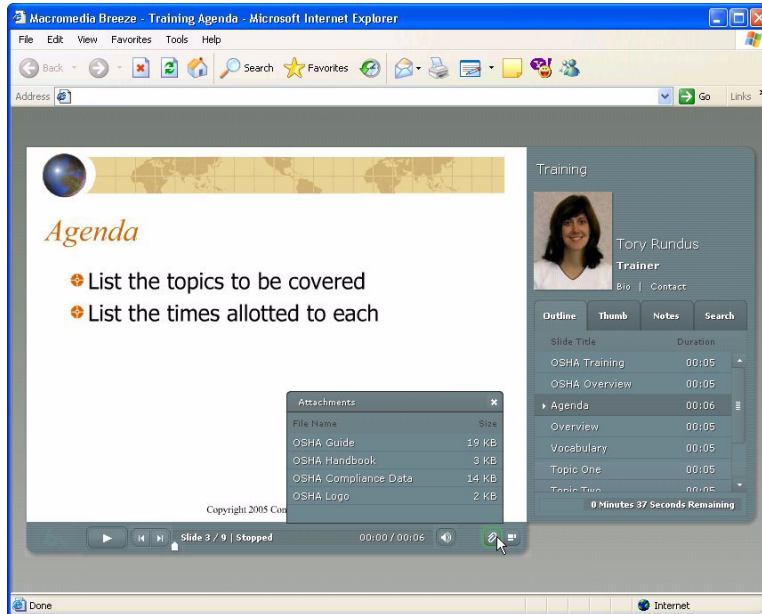 Macromedia Breeze - Training Agenda - Microsoft Internet Explorer
File Edit View Favorites Tools Help
Back Search Favorites
Address Go Links
Training
Tory Rundus
Trainer
Bio | Contact
Agenda
List the topics to be covered
List the times allotted to each
Outline Thumb Notes Search
Slide Title Duration
OSHA Training 00:05
OSHA Overview 00:05
Agenda 00:06
Overview 00:05
Vocabulary 00:05
Topic One 00:05
Topic Two 00:05
0 Minutes 37 Seconds Remaining
Attachments
File Name Size
OSHA Guide 19 KB
OSHA Handbook 3 KB
OSHA Compliance Data 14 KB
OSHA Logo 2 KB
Copyright 2005 Con
Slide 3 / 9 | Stopped 00:00 / 00:06
Done Internet